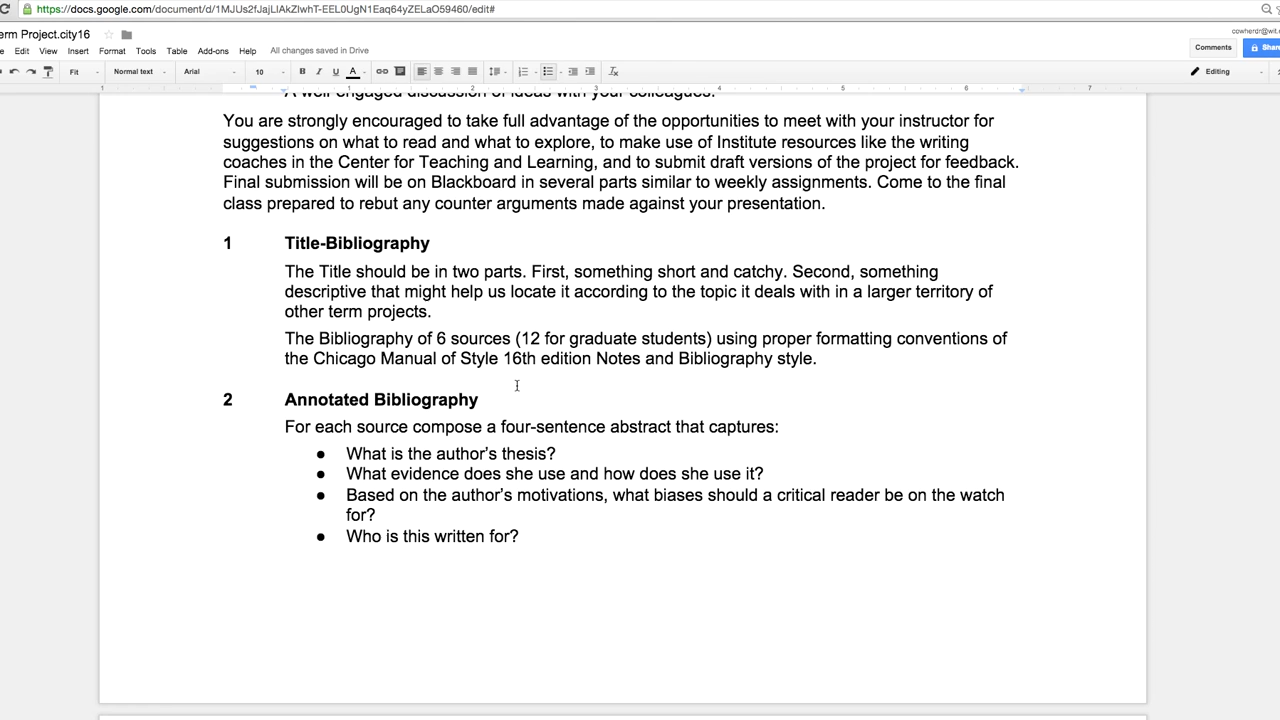 https://docs.google.com/document/d/1MJUs2fJajLIAkZlwhT-EEL0UgN1Eaq64yZELaO59460/edit#
erm Project.city16
cowherdr@wit.e
Edit View Insert Format Tools Table Add-ons Help All changes saved in Drive
Comments Shar
Fit Normal text Arial 10 B I U A Editing
1 1 2 3 4 5 6 7
A well engaged discussion of ideas with your colleagues.
You are strongly encouraged to take full advantage of the opportunities to meet with your instructor for
suggestions on what to read and what to explore, to make use of Institute resources like the writing
coaches in the Center for Teaching and Learning, and to submit draft versions of the project for feedback.
Final submission will be on Blackboard in several parts similar to weekly assignments. Come to the final
class prepared to rebut any counter arguments made against your presentation.
1 Title-Bibliography
The Title should be in two parts. First, something short and catchy. Second, something
descriptive that might help us locate it according to the topic it deals with in a larger territory of
other term projects.
The Bibliography of 6 sources (12 for graduate students) using proper formatting conventions of
the Chicago Manual of Style 16th edition Notes and Bibliography style.
2 Annotated Bibliography
For each source compose a four-sentence abstract that captures:
● What is the author's thesis?
● What evidence does she use and how does she use it?
● Based on the author's motivations, what biases should a critical reader be on the watch
for?
● Who is this written for?